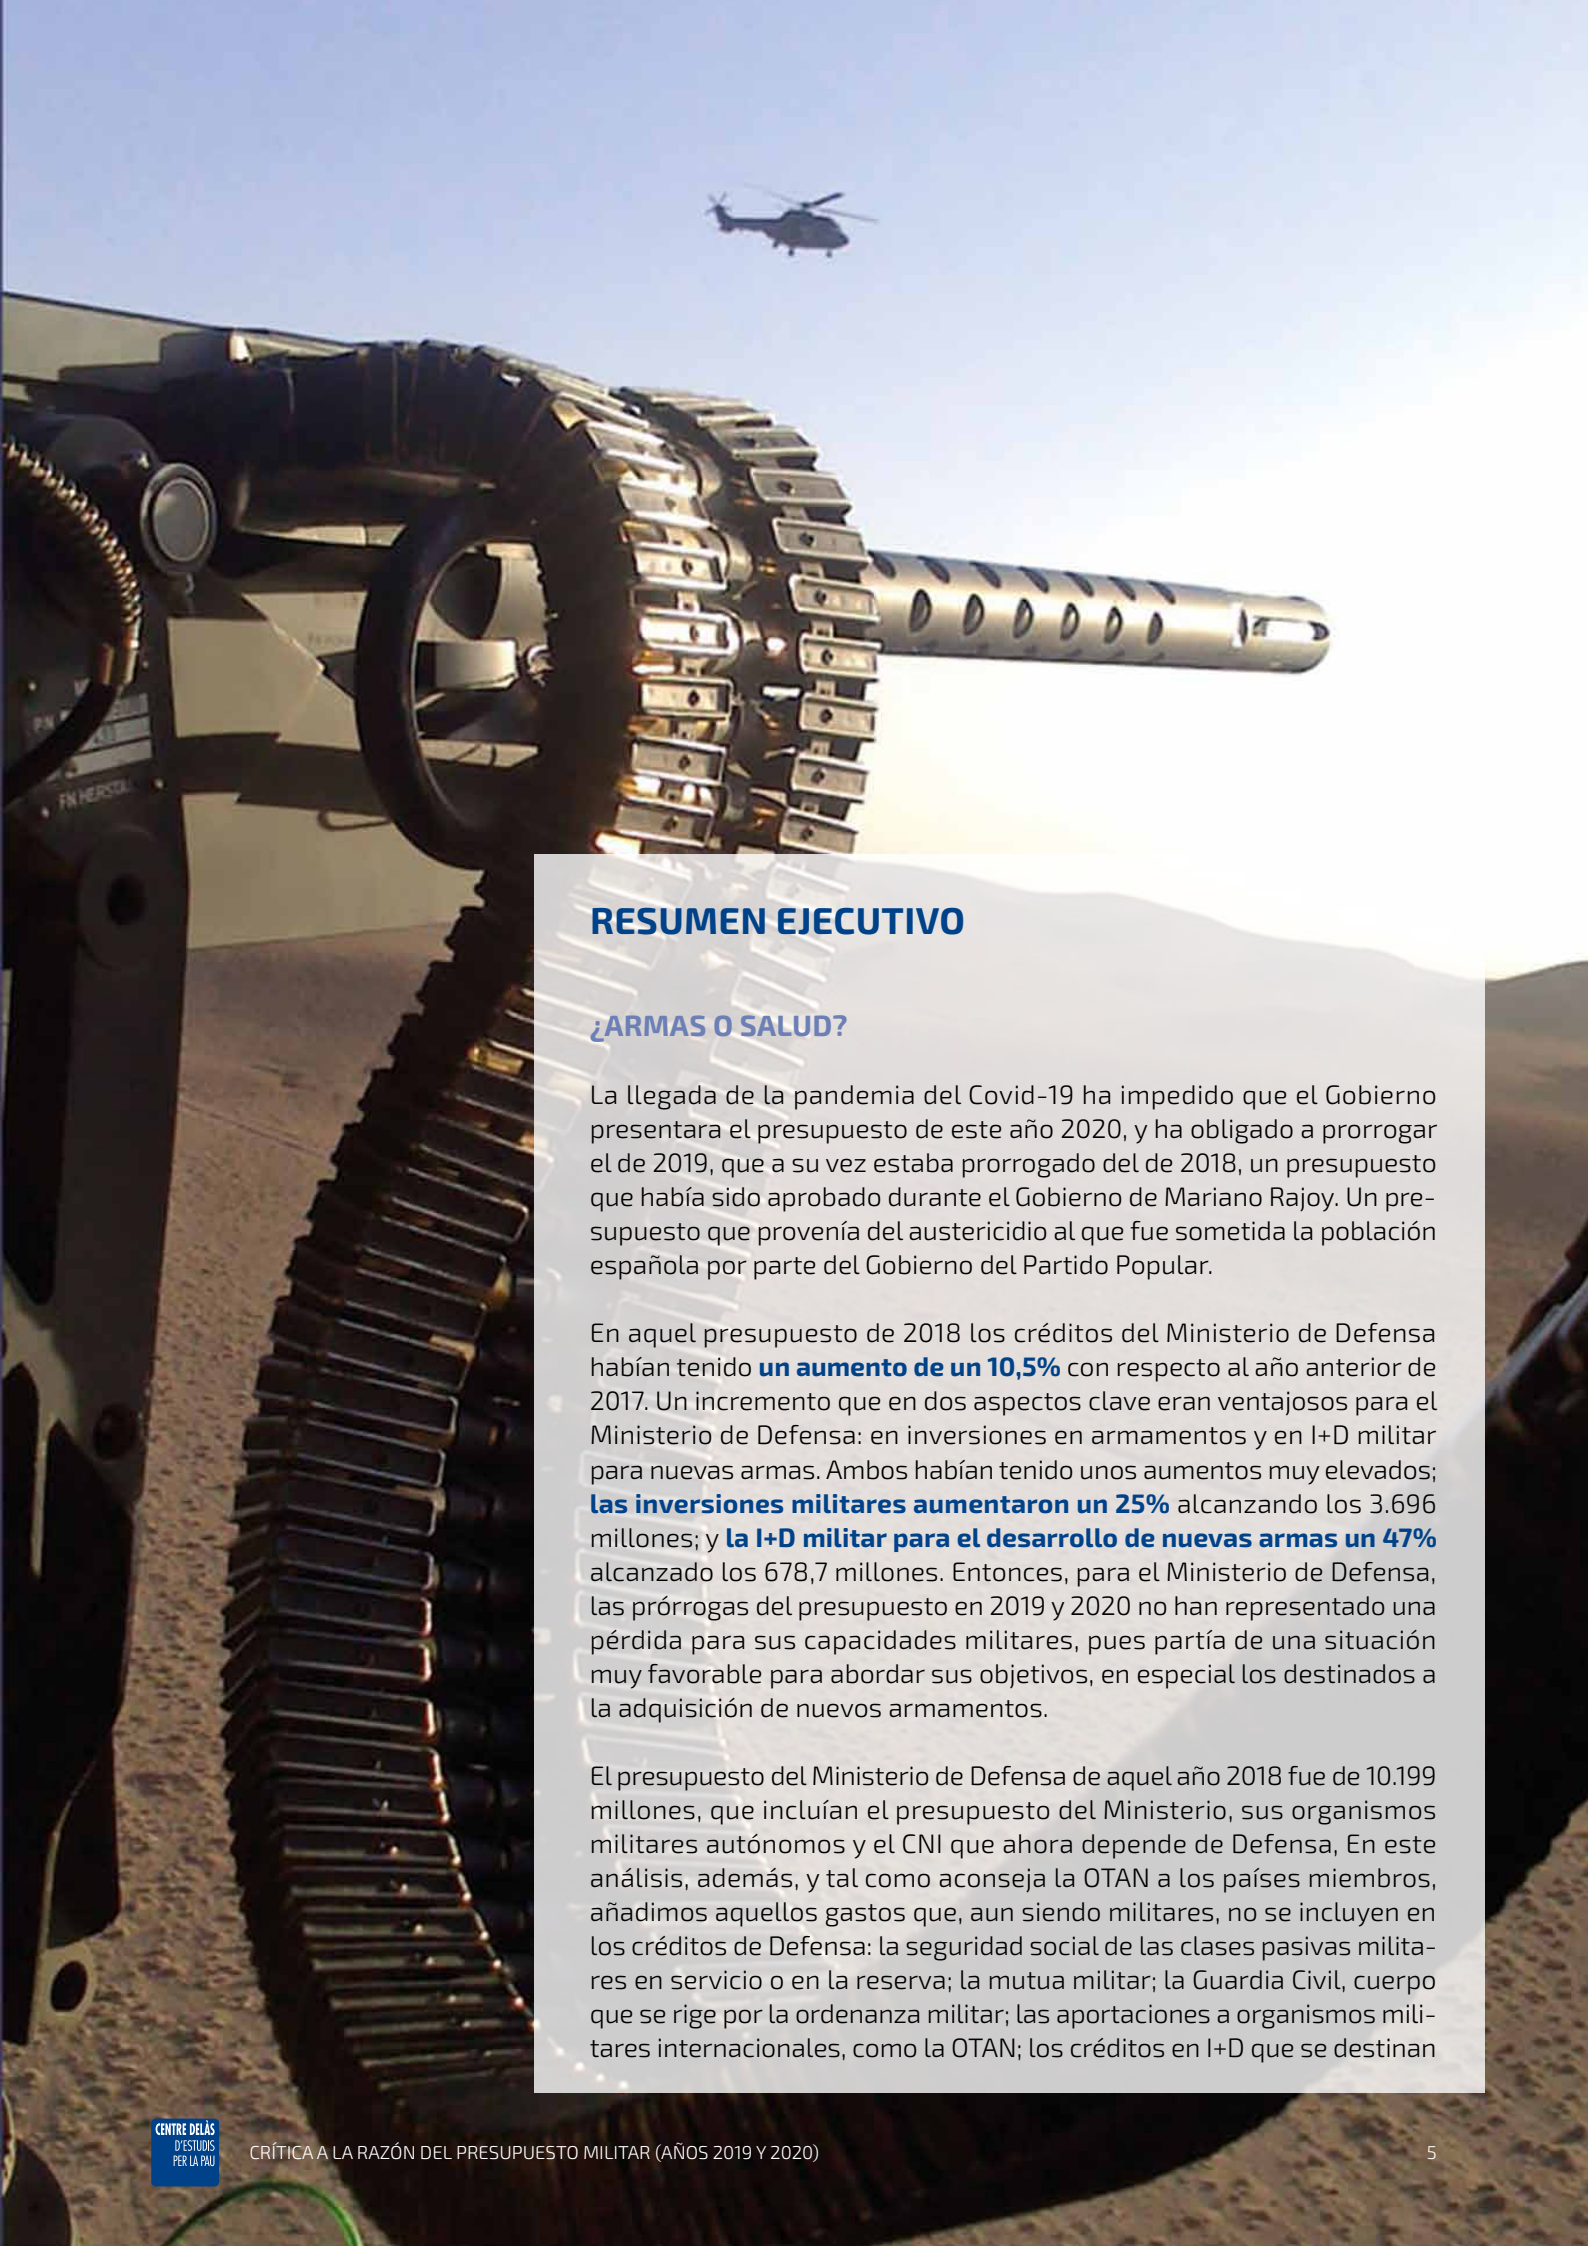 P/N
FN HERSTA
RESUMEN EJECUTIVO
¿ARMAS O SALUD?
La llegada de la pandemia del Covid-19 ha impedido que el Gobierno
presentara el presupuesto de este año 2020, y ha obligado a prorrogar
el de 2019, que a su vez estaba prorrogado del de 2018, un presupuesto
que había sido aprobado durante el Gobierno de Mariano Rajoy. Un pre-
supuesto que provenía del austericidio al que fue sometida la población
española por parte del Gobierno del Partido Popular.
En aquel presupuesto de 2018 los créditos del Ministerio de Defensa
habían tenido un aumento de un 10,5% con respecto al año anterior de
2017. Un incremento que en dos aspectos clave eran ventajosos para el
Ministerio de Defensa: en inversiones en armamentos y en I+D militar
para nuevas armas. Ambos habían tenido unos aumentos muy elevados;
las inversiones militares aumentaron un 25% alcanzando los 3.696
millones; y la I+D militar para el desarrollo de nuevas armas un 47%
alcanzado los 678,7 millones. Entonces, para el Ministerio de Defensa,
las prórrogas del presupuesto en 2019 y 2020 no han representado una
pérdida para sus capacidades militares, pues partía de una situación
muy favorable para abordar sus objetivos, en especial los destinados a
la adquisición de nuevos armamentos.
El presupuesto del Ministerio de Defensa de aquel año 2018 fue de 10.199
millones, que incluían el presupuesto del Ministerio, sus organismos
militares autónomos y el CNI que ahora depende de Defensa, En este
análisis, además, y tal como aconseja la OTAN a los países miembros,
añadimos aquellos gastos que, aun siendo militares, no se incluyen en
los créditos de Defensa: la seguridad social de las clases pasivas milita-
res en servicio o en la reserva; la mutua militar; la Guardia Civil, cuerpo
que se rige por la ordenanza militar; las aportaciones a organismos mili-
tares internacionales, como la OTAN; los créditos en I+D que se destinan
CENTRE DELÀS
D'ESTUDIS
PER LA PAU
CRÍTICA A LA RAZÓN DEL PRESUPUESTO MILITAR (AÑOS 2019 Y 2020)
5